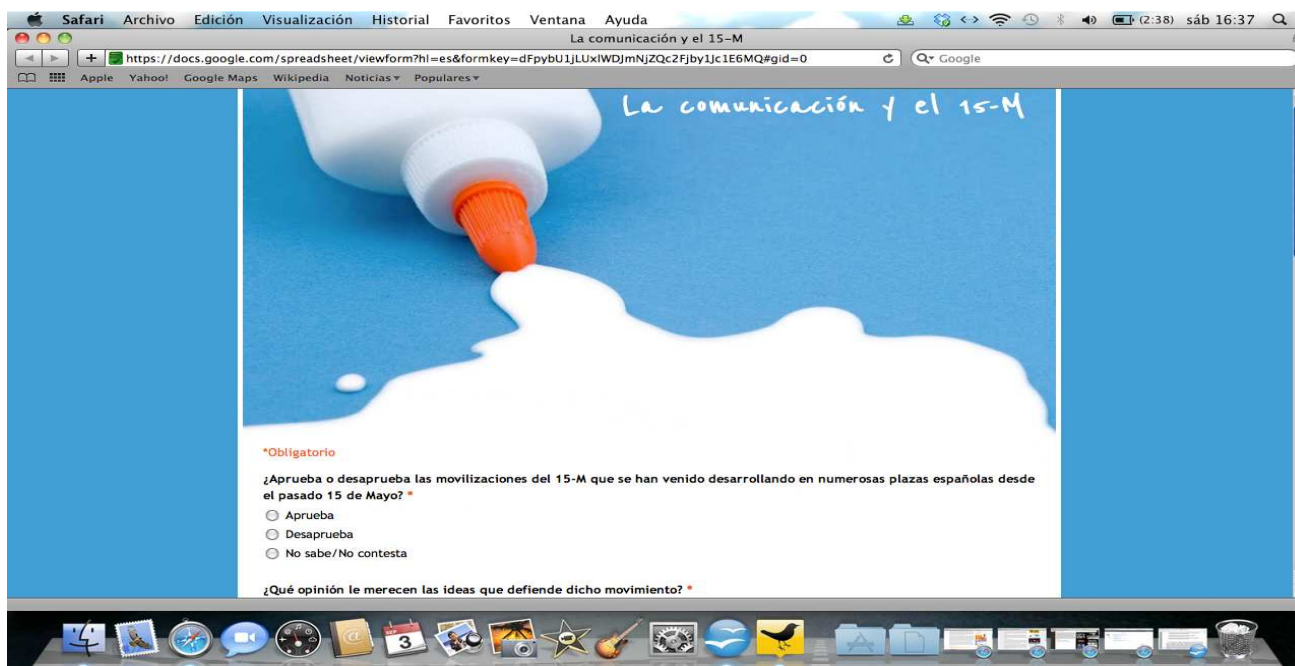 Safari Archivo Edición Visualización Historial Favoritos Ventana Ayuda (2:38) sáb 16:37
La comunicación y el 15-M
https://docs.google.com/spreadsheet/viewform?hl=es&formkey=dFpybU1jLUxlWDJmNjZQc2Fjby1Jc1E6MQ#gid=0 Google
Apple Yahoo! Google Maps Wikipedia Noticias Populares
La comunicación y el 15-M
*Obligatorio
¿Aprueba o desaprueba las movilizaciones del 15-M que se han venido desarrollando en numerosas plazas españolas desde
el pasado 15 de Mayo? *
Aprueba
Desaprueba
No sabe/No contesta
¿Qué opinión le merecen las ideas que defiende dicho movimiento? *
SEP
3